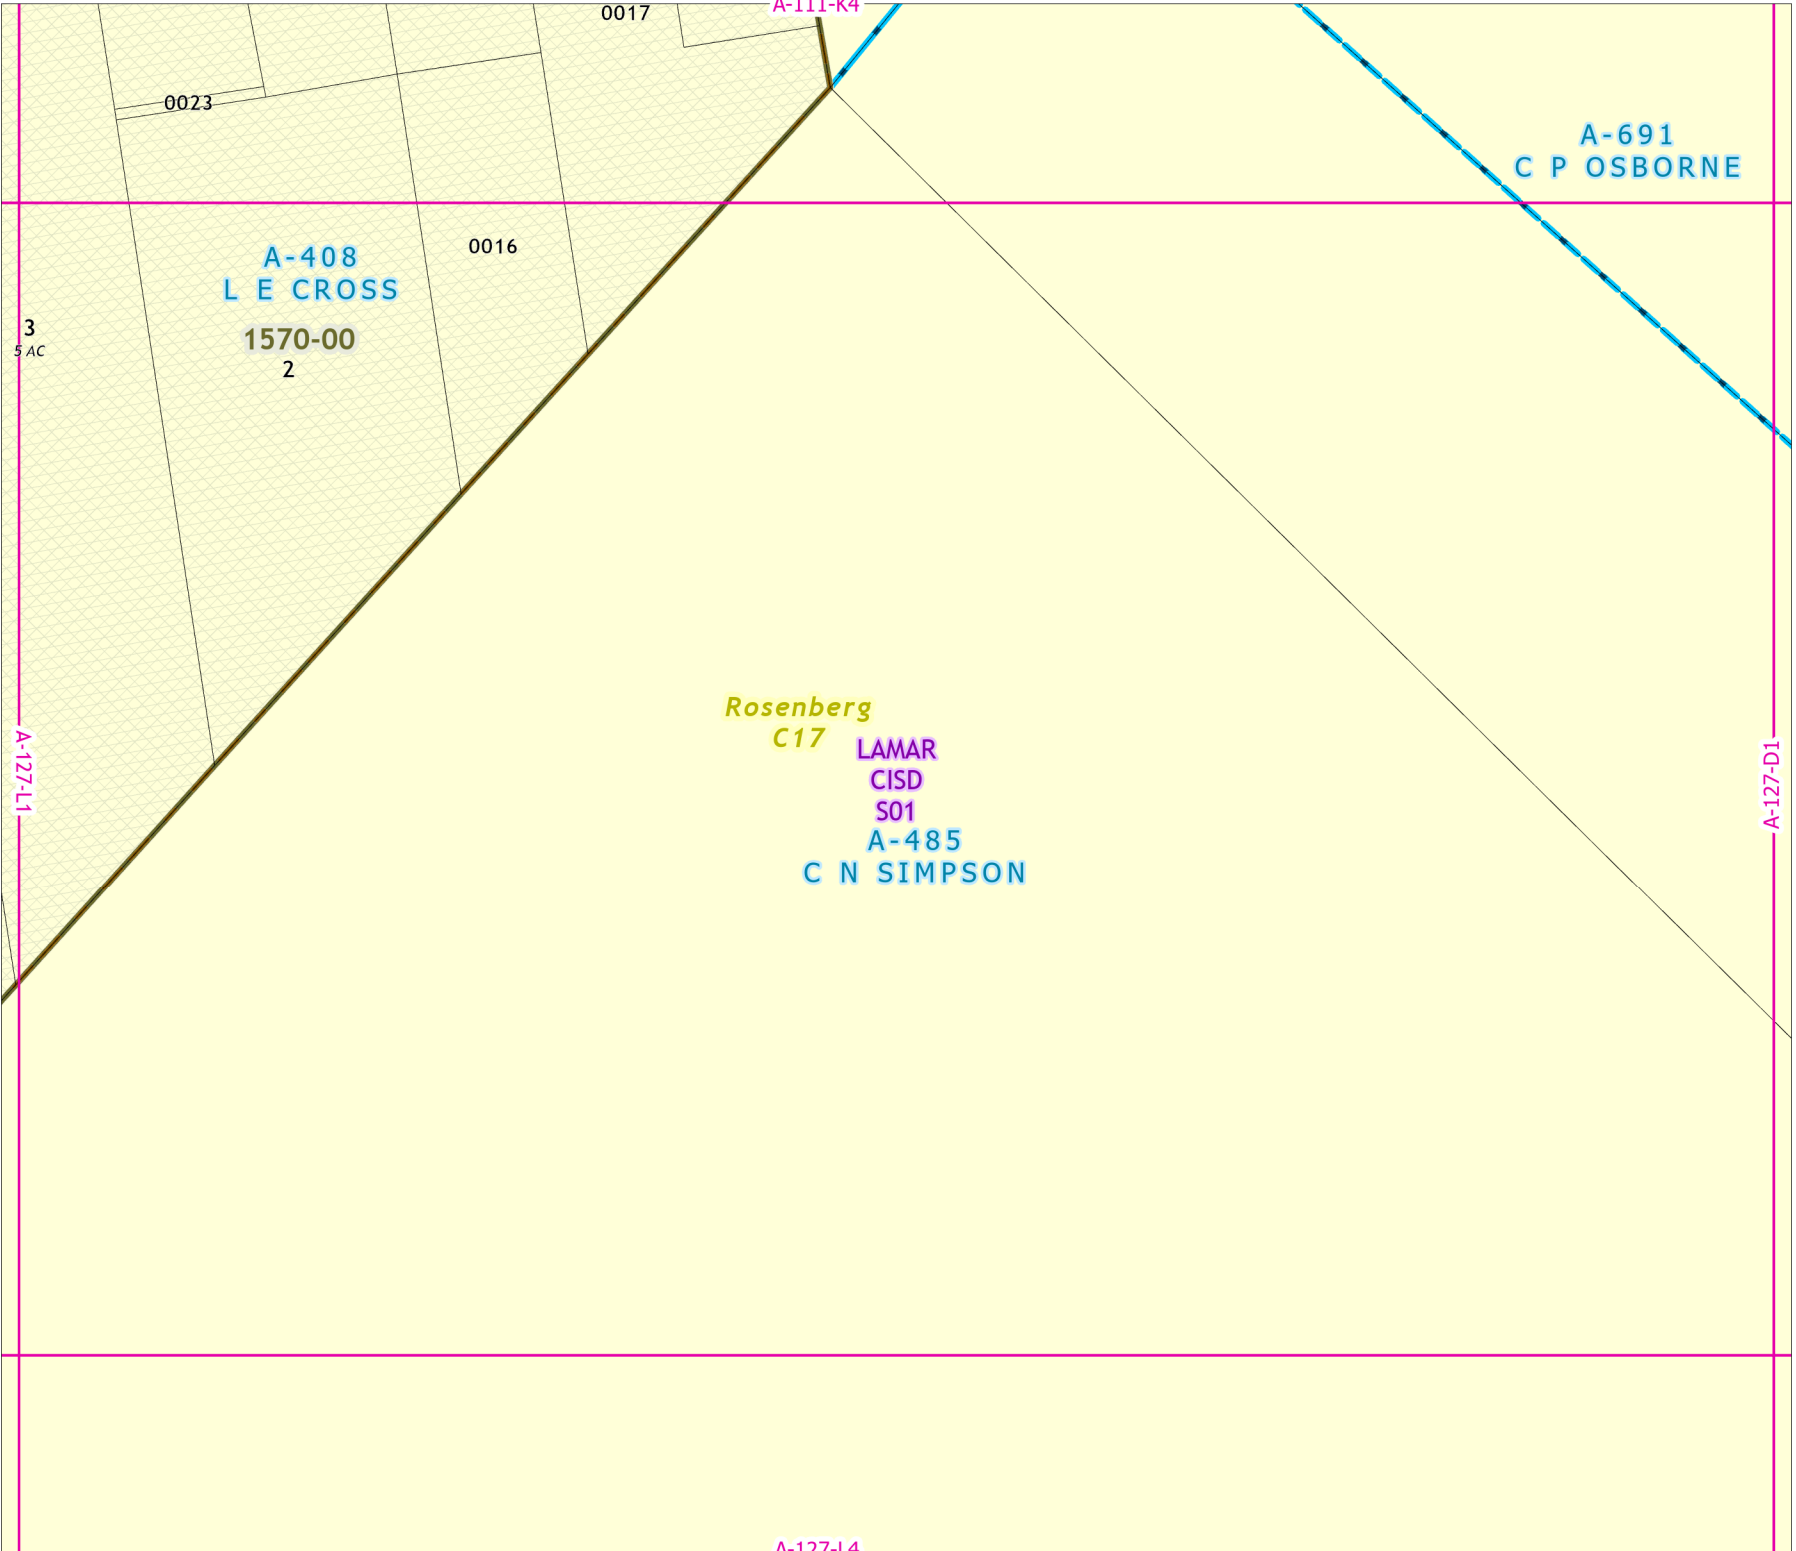 A-111-K4
0017
0023
A-691
C P OSBORNE
0016
A-408
L E CROSS
3
5 AC
1570-00
2
Rosenberg
C17
LAMAR
CISD
S01
A-485
C N SIMPSON
A-127-L1
A-127-D1
A-127-L4